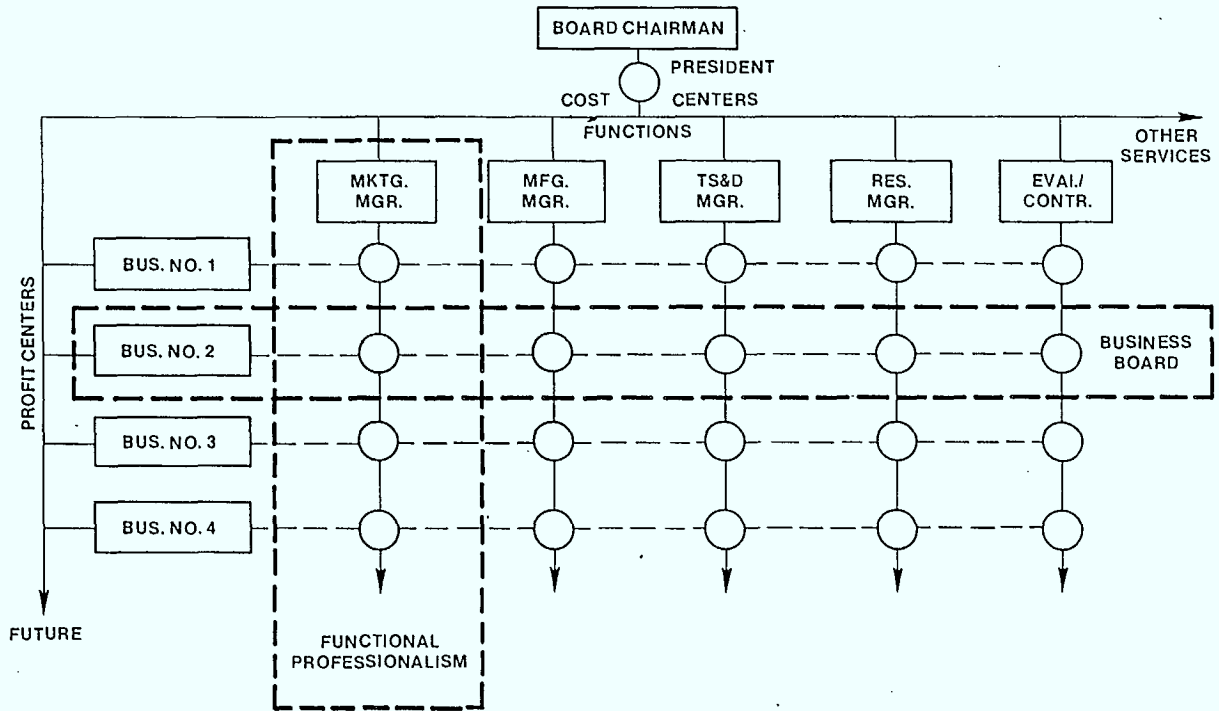 BOARD CHAIRMAN
PRESIDENT
COST CENTERS
FUNCTIONS
OTHER
SERVICES
MKTG.
MGR.
MFG.
MGR.
TS&D
MGR.
RES.
MGR.
EVAL./
CONTR.
PROFIT CENTERS
BUS. NO. 1
BUS. NO. 2
BUSINESS
BOARD
BUS. NO. 3
BUS. NO. 4
FUTURE
FUNCTIONAL
PROFESSIONALISM